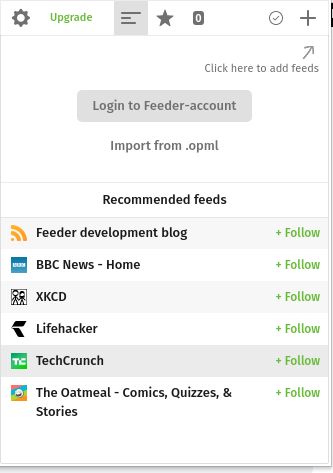 Upgrade
0
Click here to add feeds
Login to Feeder-account
Import from .opml
Recommended feeds
Feeder development blog + Follow
BBC News - Home + Follow
XKCD + Follow
Lifehacker + Follow
TechCrunch + Follow
The Oatmeal - Comics, Quizzes, & + Follow
Stories